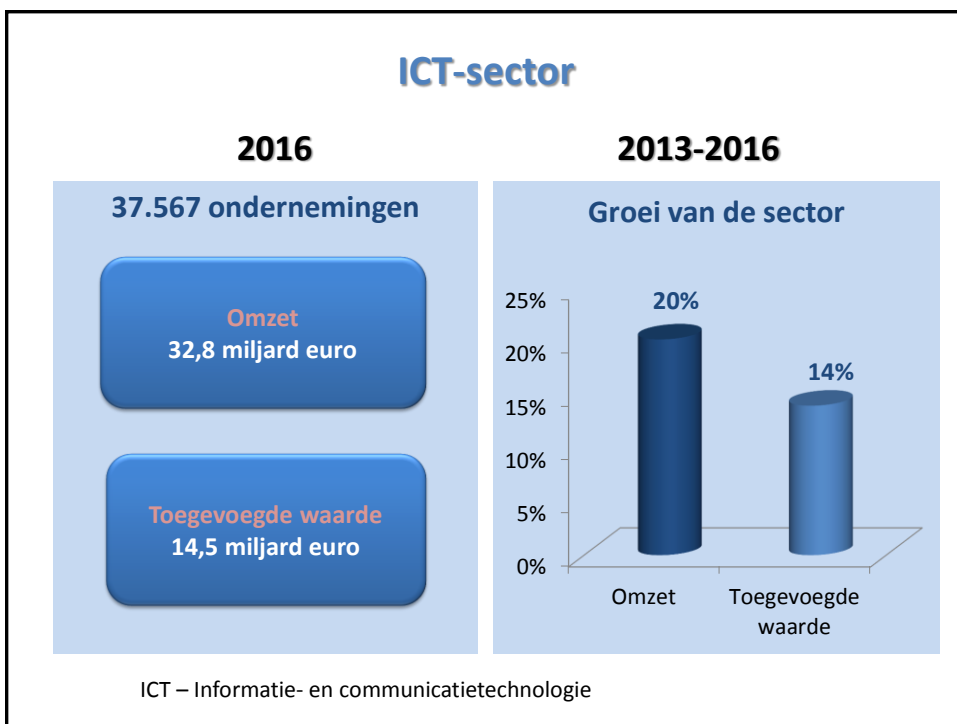 ICT-sector
2016
37.567 ondernemingen
Omzet
32,8 miljard euro
Toegevoegde waarde
14,5 miljard euro
2013-2016
Groei van de sector
25%
20%
15%
10%
5%
0%
20%
14%
Omzet
Toegevoegde
waarde
ICT – Informatie- en communicatietechnologie